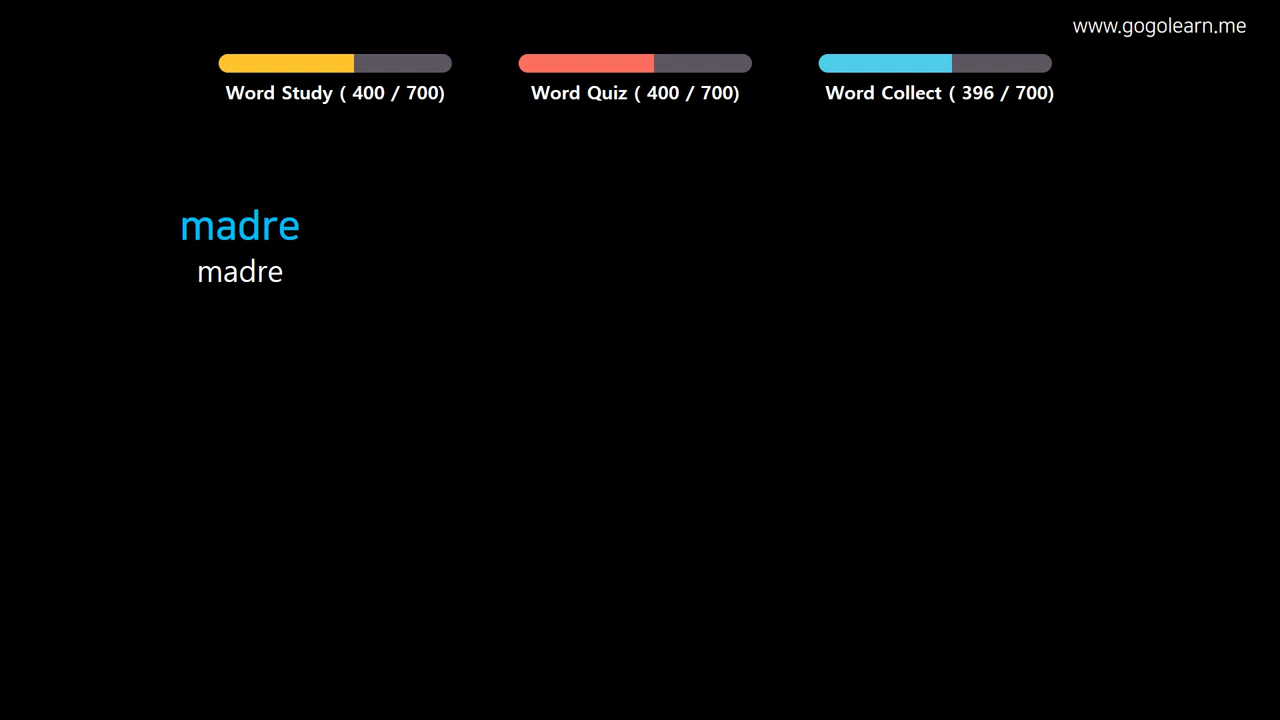 www.gogolearn.me
Word Study ( 400 / 700)
Word Quiz ( 400 / 700)
Word Collect ( 396 / 700)
madre
madre